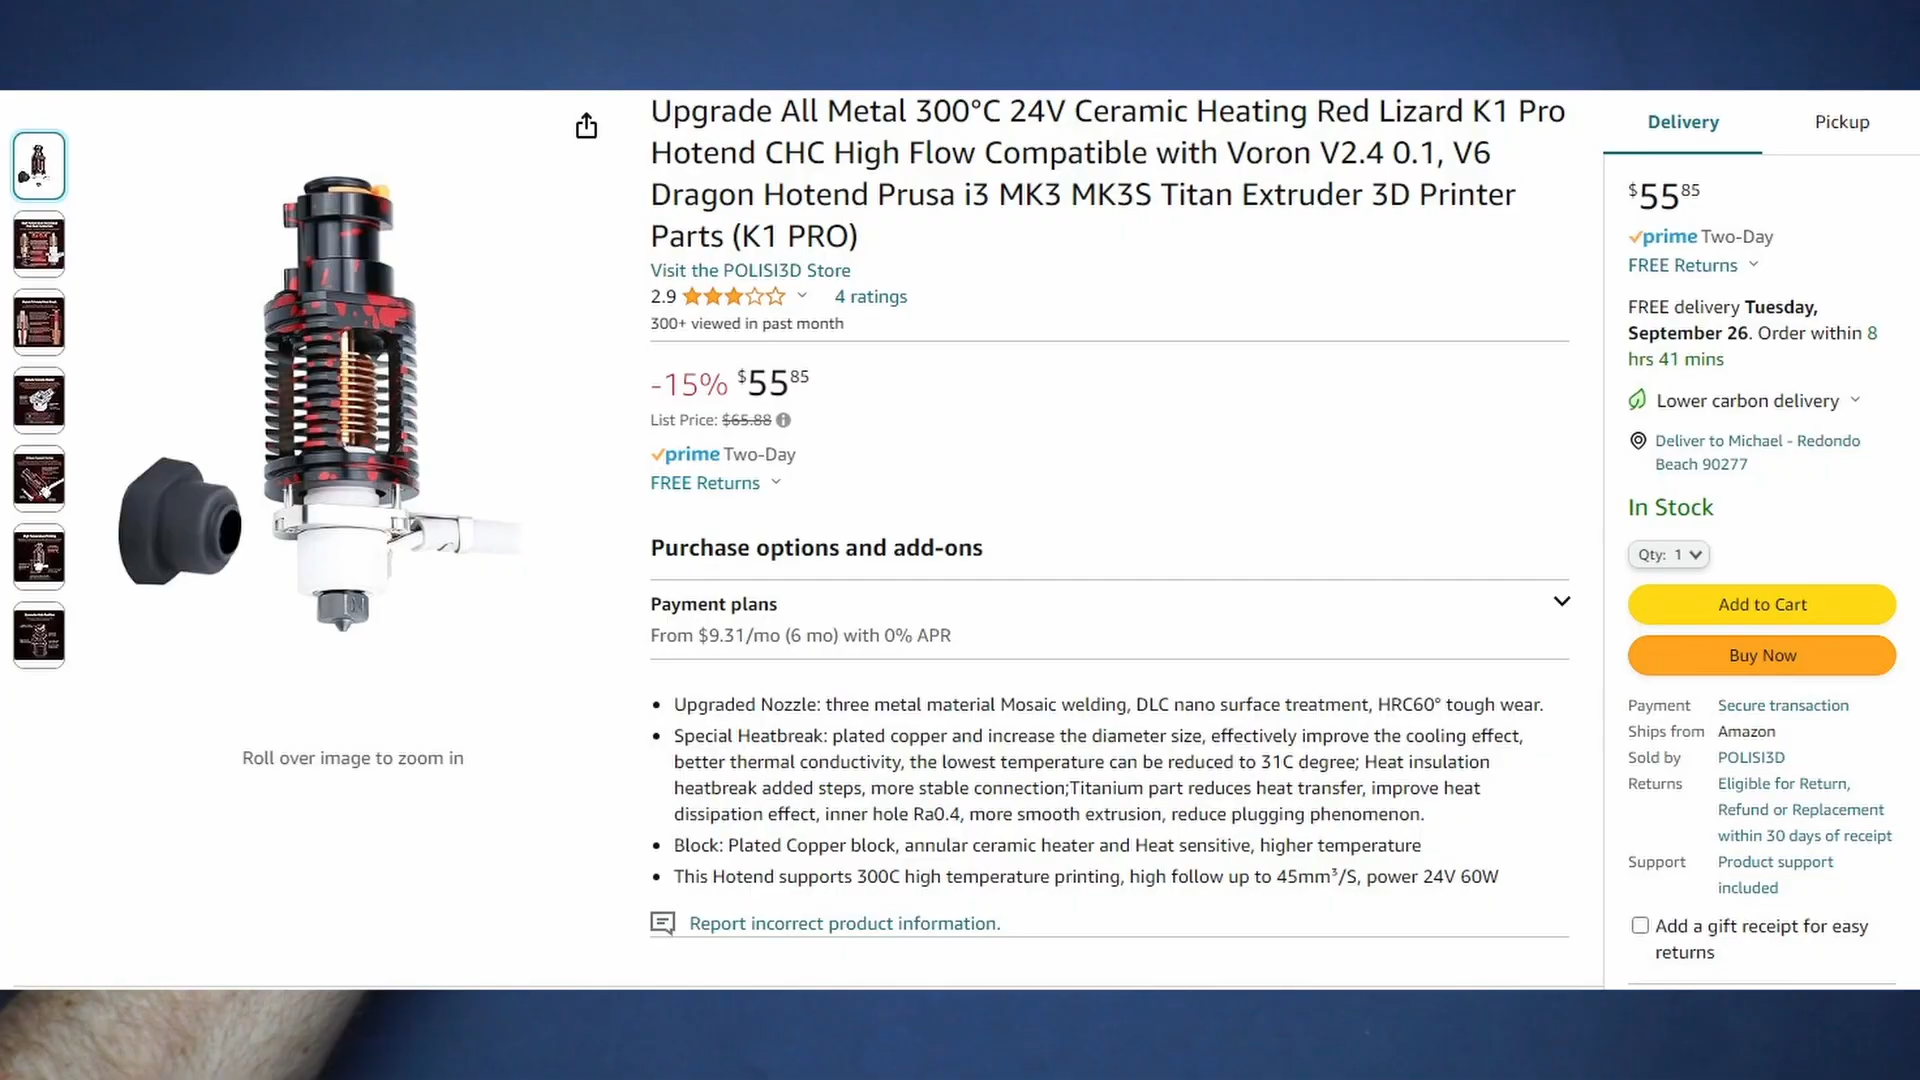 Upgrade All Metal 300°C 24V Ceramic Heating Red Lizard K1 Pro
Hotend CHC High Flow Compatible with Voron V2.4 0.1, V6
Dragon Hotend Prusa i3 MK3 MK3S Titan Extruder 3D Printer
Parts (K1 PRO)
Visit the POLISI3D Store
2.9 4 ratings
300+ viewed in past month
-15% $55 85
List Price: $65.88
prime Two-Day
FREE Returns
Purchase options and add-ons
Payment plans
From $9.31/mo (6 mo) with 0% APR
Upgraded Nozzle: three metal material Mosaic welding, DLC nano surface treatment, HRC60° tough wear.
Special Heatbreak: plated copper and increase the diameter size, effectively improve the cooling effect,
better thermal conductivity, the lowest temperature can be reduced to 31C degree; Heat insulation
heatbreak added steps, more stable connection;Titanium part reduces heat transfer, improve heat
dissipation effect, inner hole Ra0.4, more smooth extrusion, reduce plugging phenomenon.
Block: Plated Copper block, annular ceramic heater and Heat sensitive, higher temperature
This Hotend supports 300C high temperature printing, high follow up to 45mm³/S, power 24V 60W
Report incorrect product information.
Roll over image to zoom in
Delivery Pickup
$55 85
prime Two-Day
FREE Returns
FREE delivery Tuesday,
September 26. Order within 8
hrs 41 mins
Lower carbon delivery
Deliver to Michael - Redondo
Beach 90277
In Stock
Qty: 1
Add to Cart
Buy Now
Payment Secure transaction
Ships from Amazon
Sold by POLISI3D
Returns Eligible for Return,
Refund or Replacement
within 30 days of receipt
Support Product support
included
Add a gift receipt for easy
returns